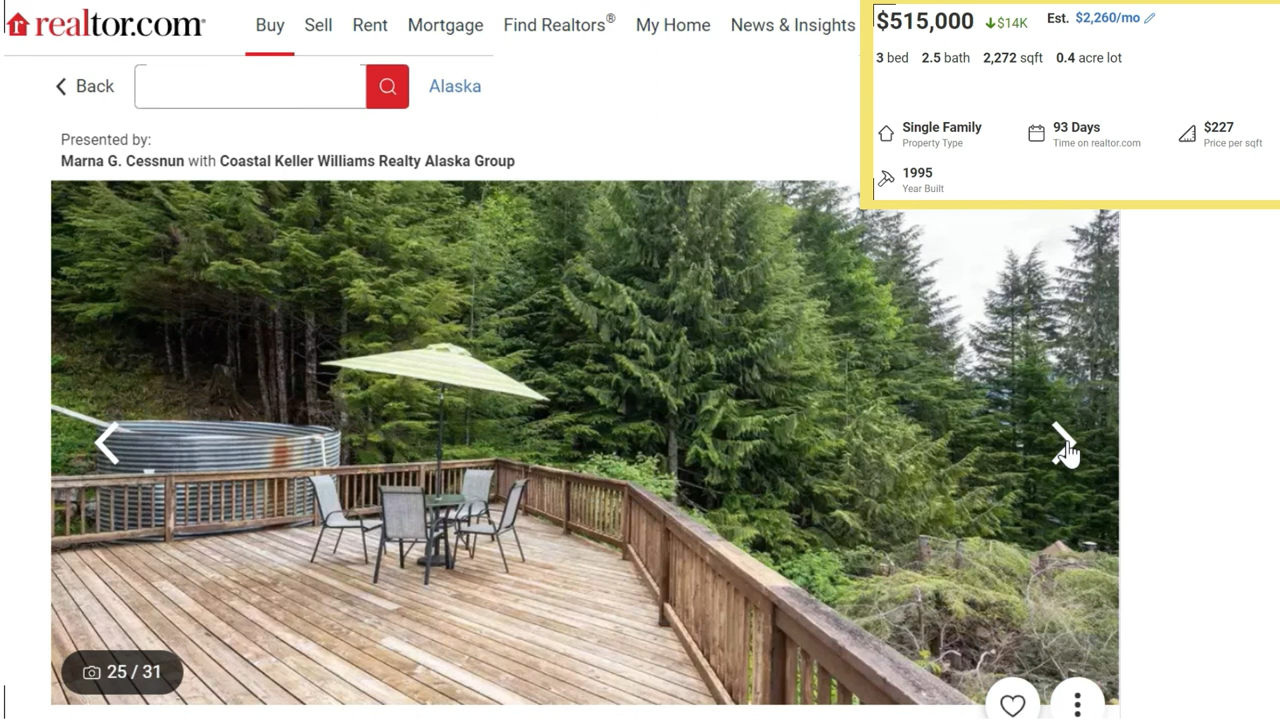 realtor.com®
Buy Sell Rent Mortgage Find Realtors® My Home News & Insights
$515,000 $14K Est. $2,260/mo
3 bed 2.5 bath 2,272 sqft 0.4 acre lot
Single Family
Property Type
93 Days
Time on realtor.com
$227
Price per sqft
1995
Year Built
Back
Alaska
Presented by:
Marna G. Cessnun with Coastal Keller Williams Realty Alaska Group
25 / 31